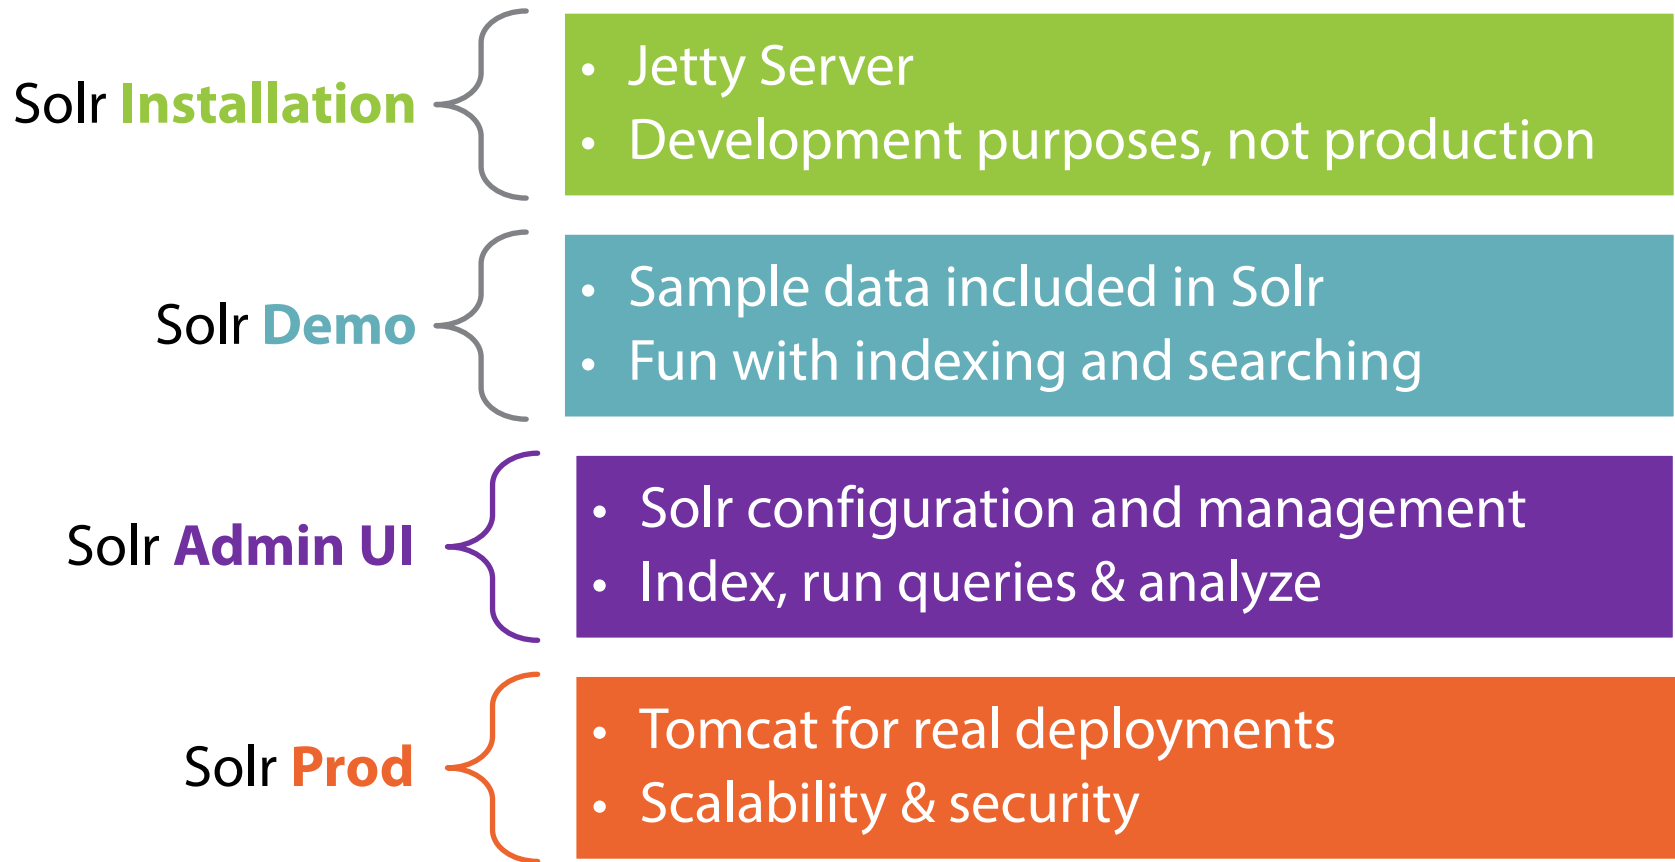 Solr Installation
• Jetty Server
• Development purposes, not production
Solr Demo
• Sample data included in Solr
• Fun with indexing and searching
Solr Admin UI
• Solr configuration and management
• Index, run queries & analyze
Solr Prod
• Tomcat for real deployments
• Scalability & security